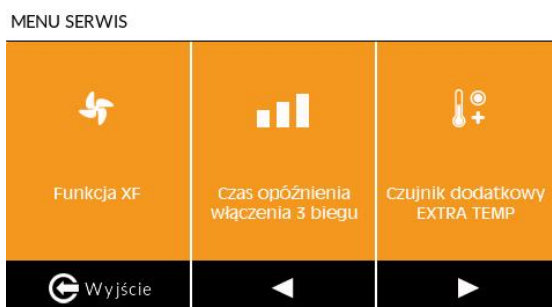 MENU SERWIS
Funkcja XF
Czas opóźnienia
włączenia 3 biegu
Czujnik dodatkowy
EXTRA TEMP
Wyjście